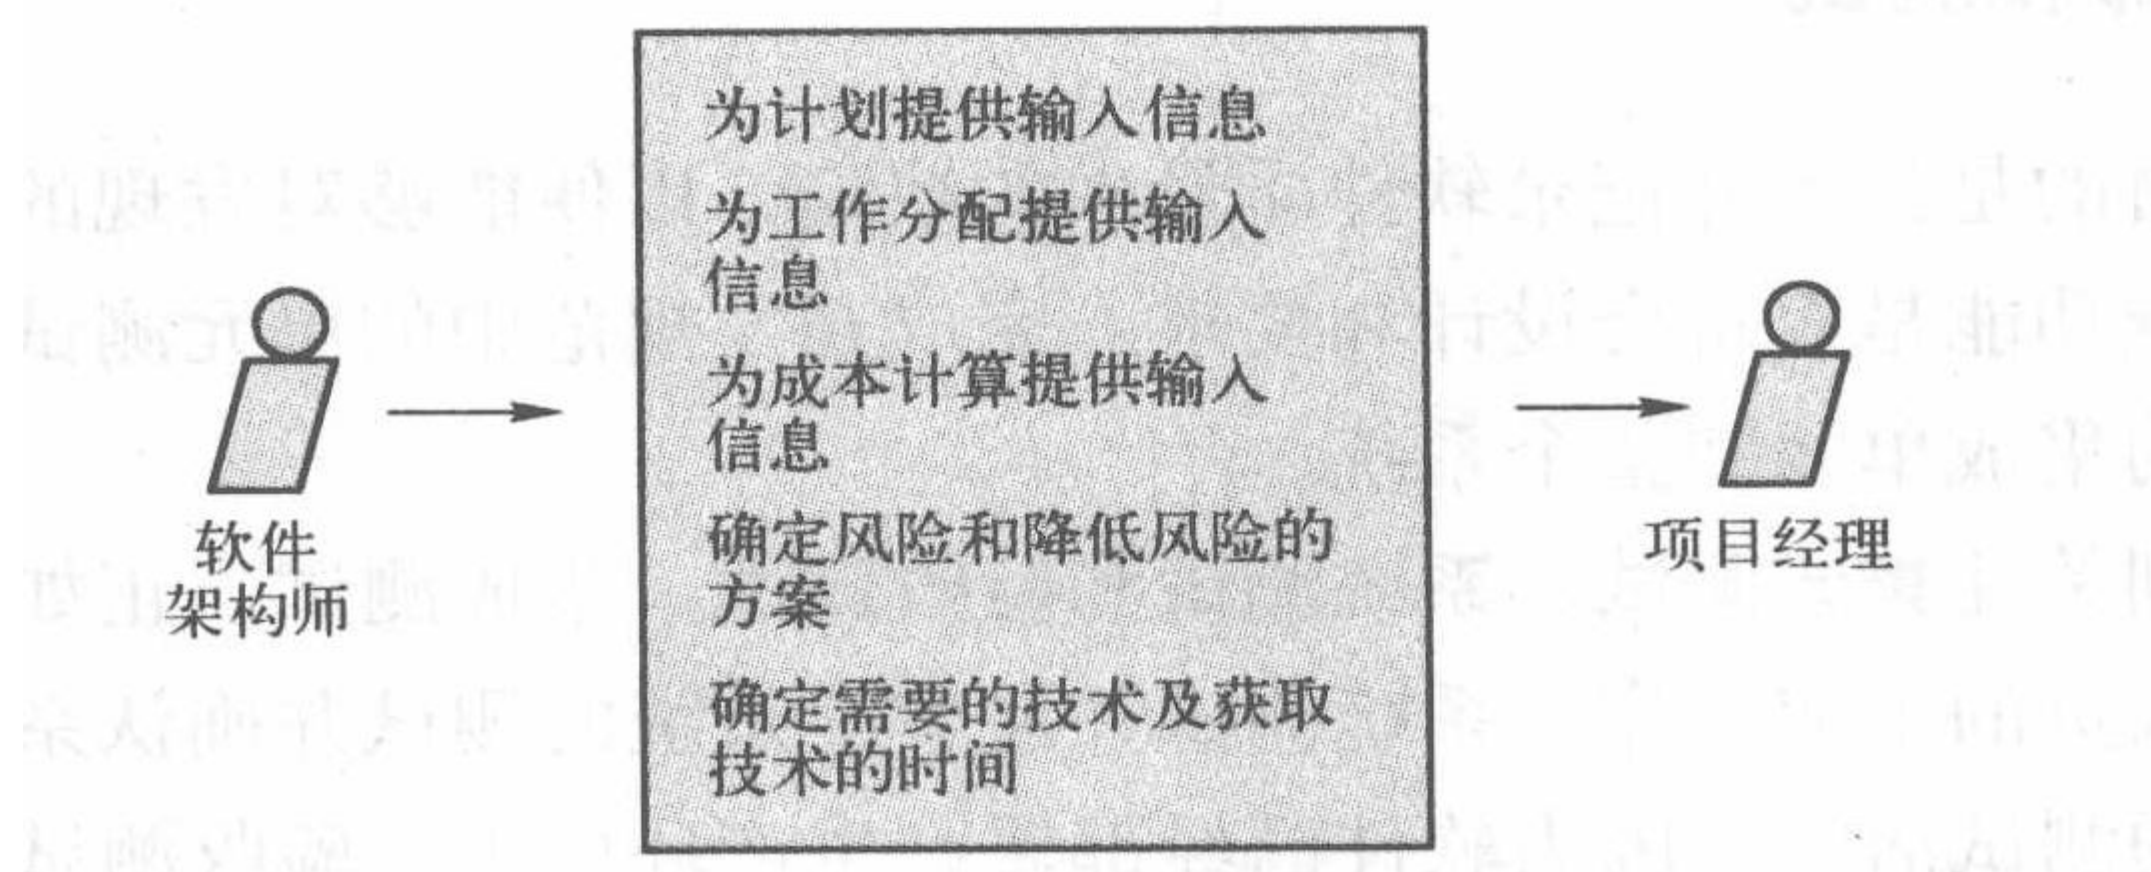 为计划提供输入信息
为工作分配提供输入
信息
为成本计算提供输入
信息
确定风险和降低风险的
方案
确定需要的技术及获取
技术的时间
软件
架构师
项目经理